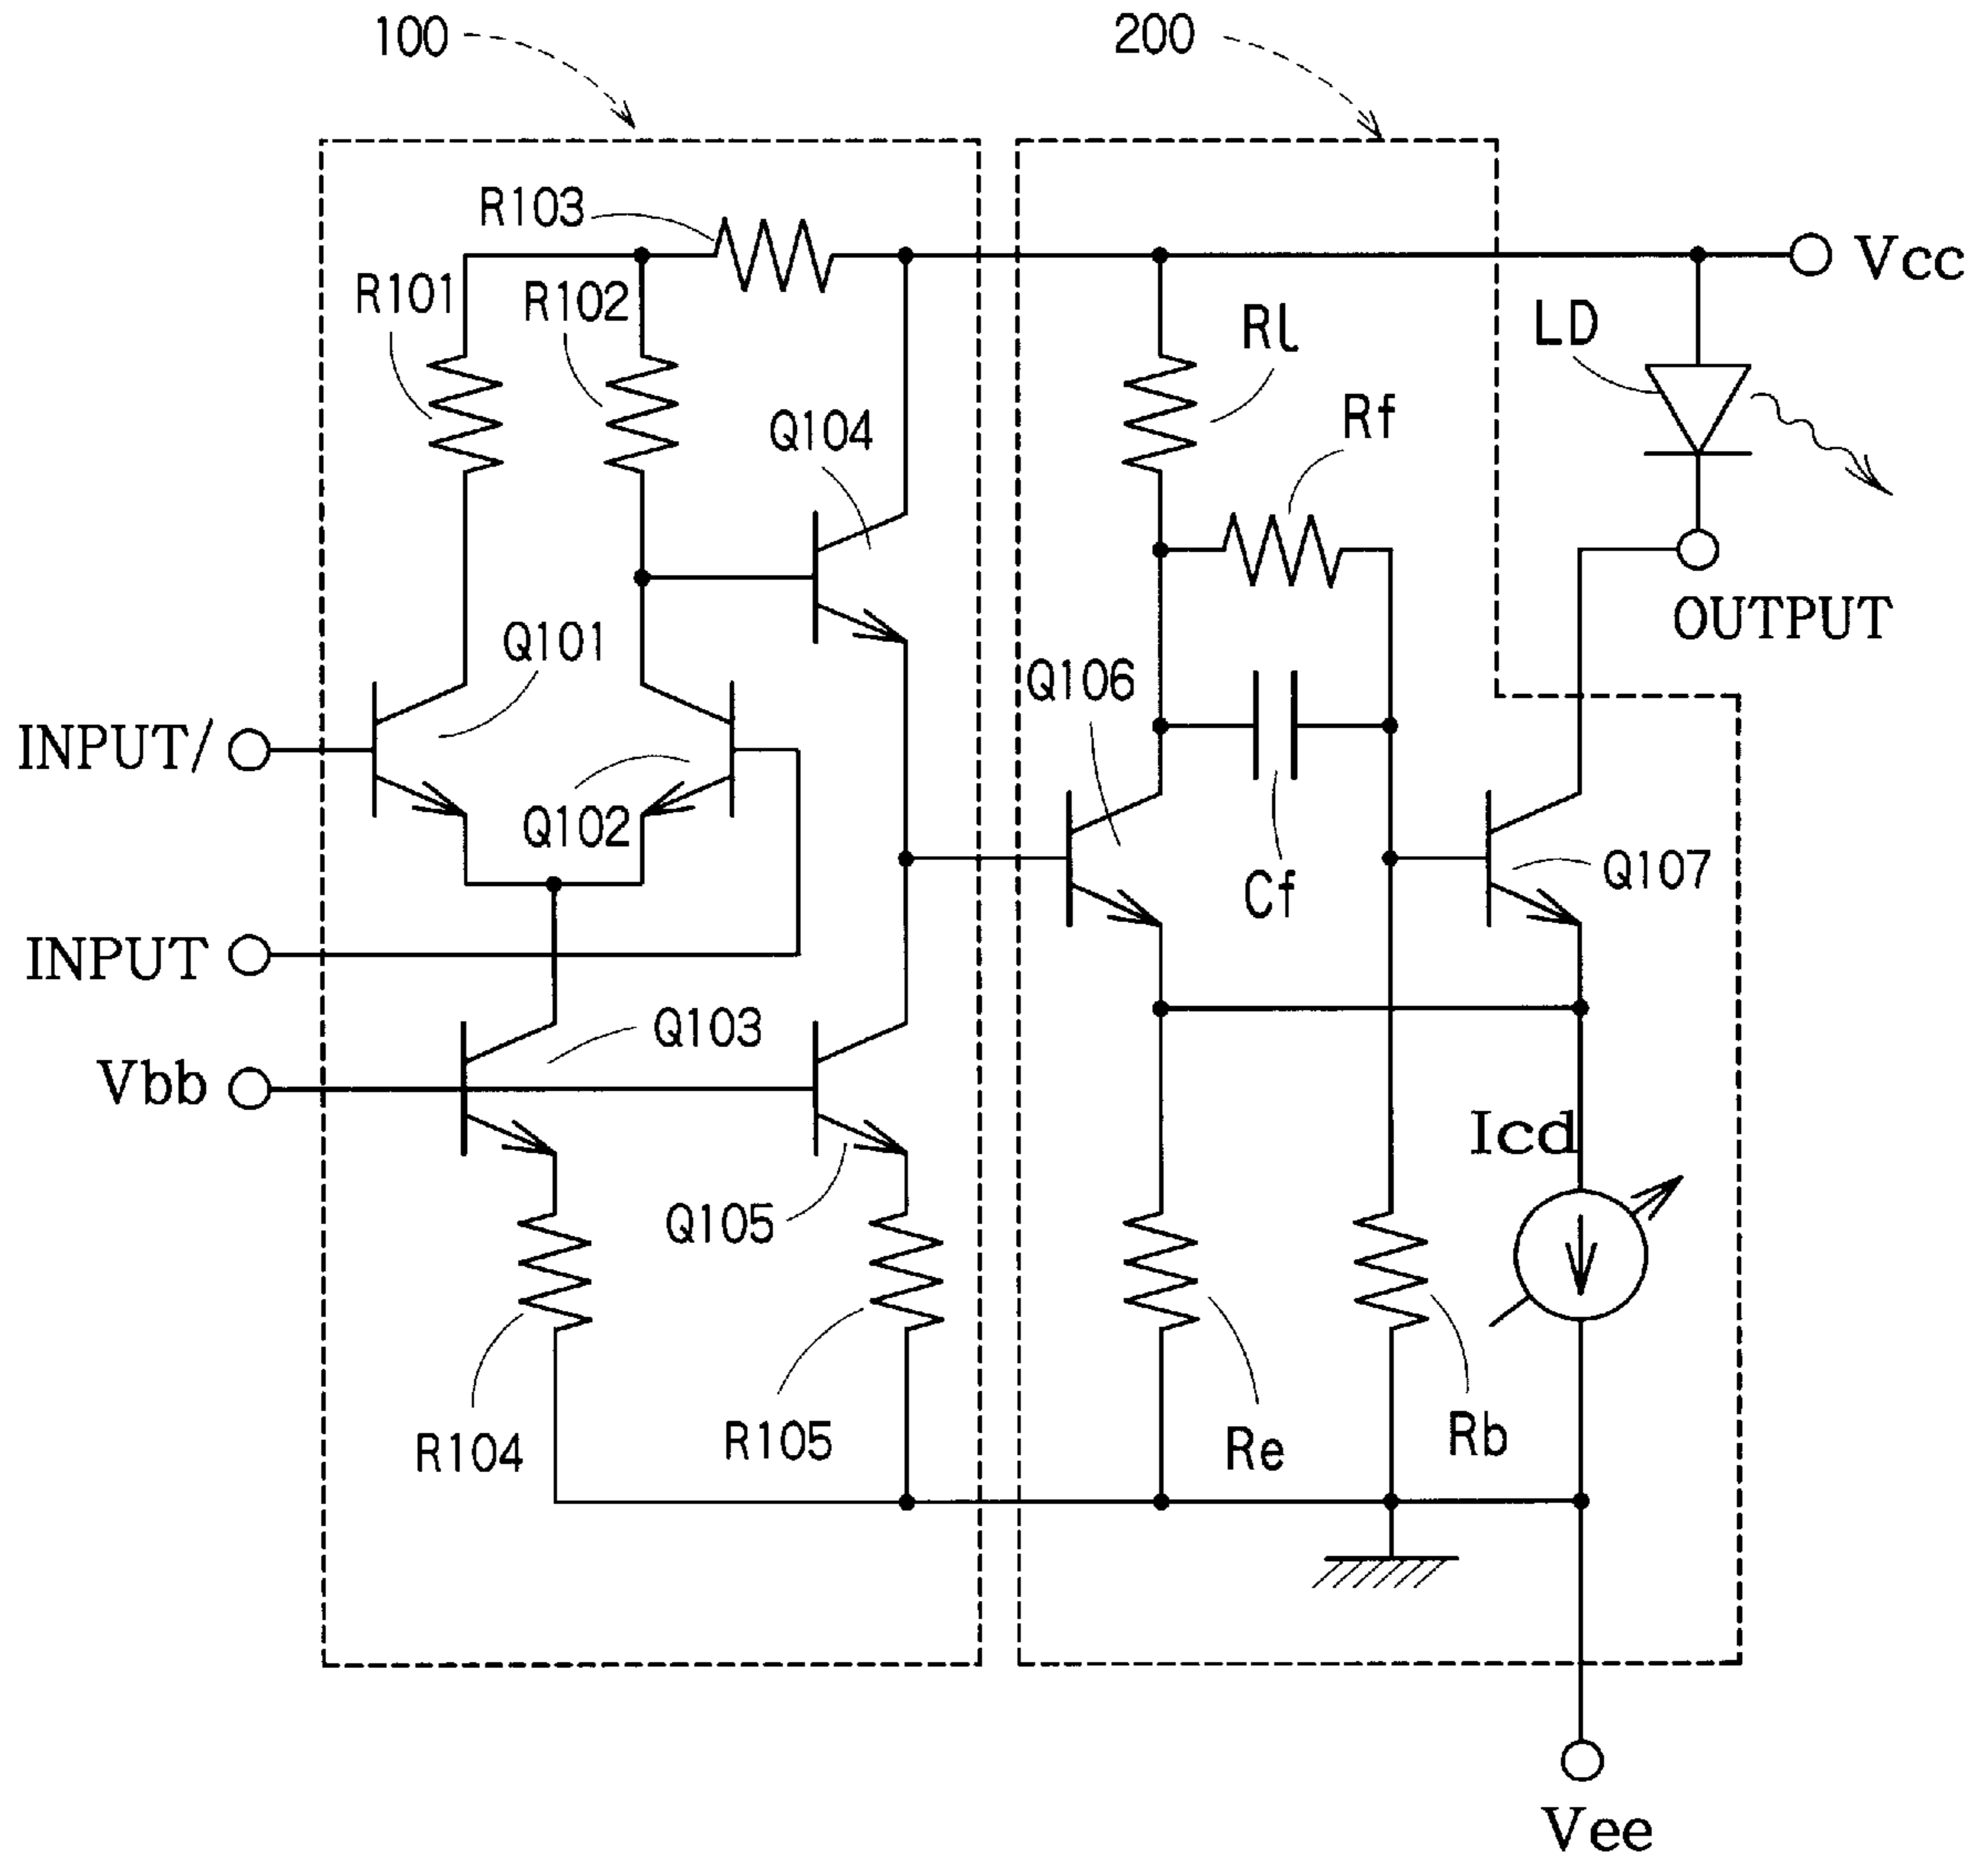 100
200
R103
Vcc
R101
R102
Rl
LD
Rf
Q104
OUTPUT
Q101
Q106
INPUT/
Q102
Cf
Q107
INPUT
Q103
Vbb
Icd
Q105
R104
R105
Re
Rb
Vee